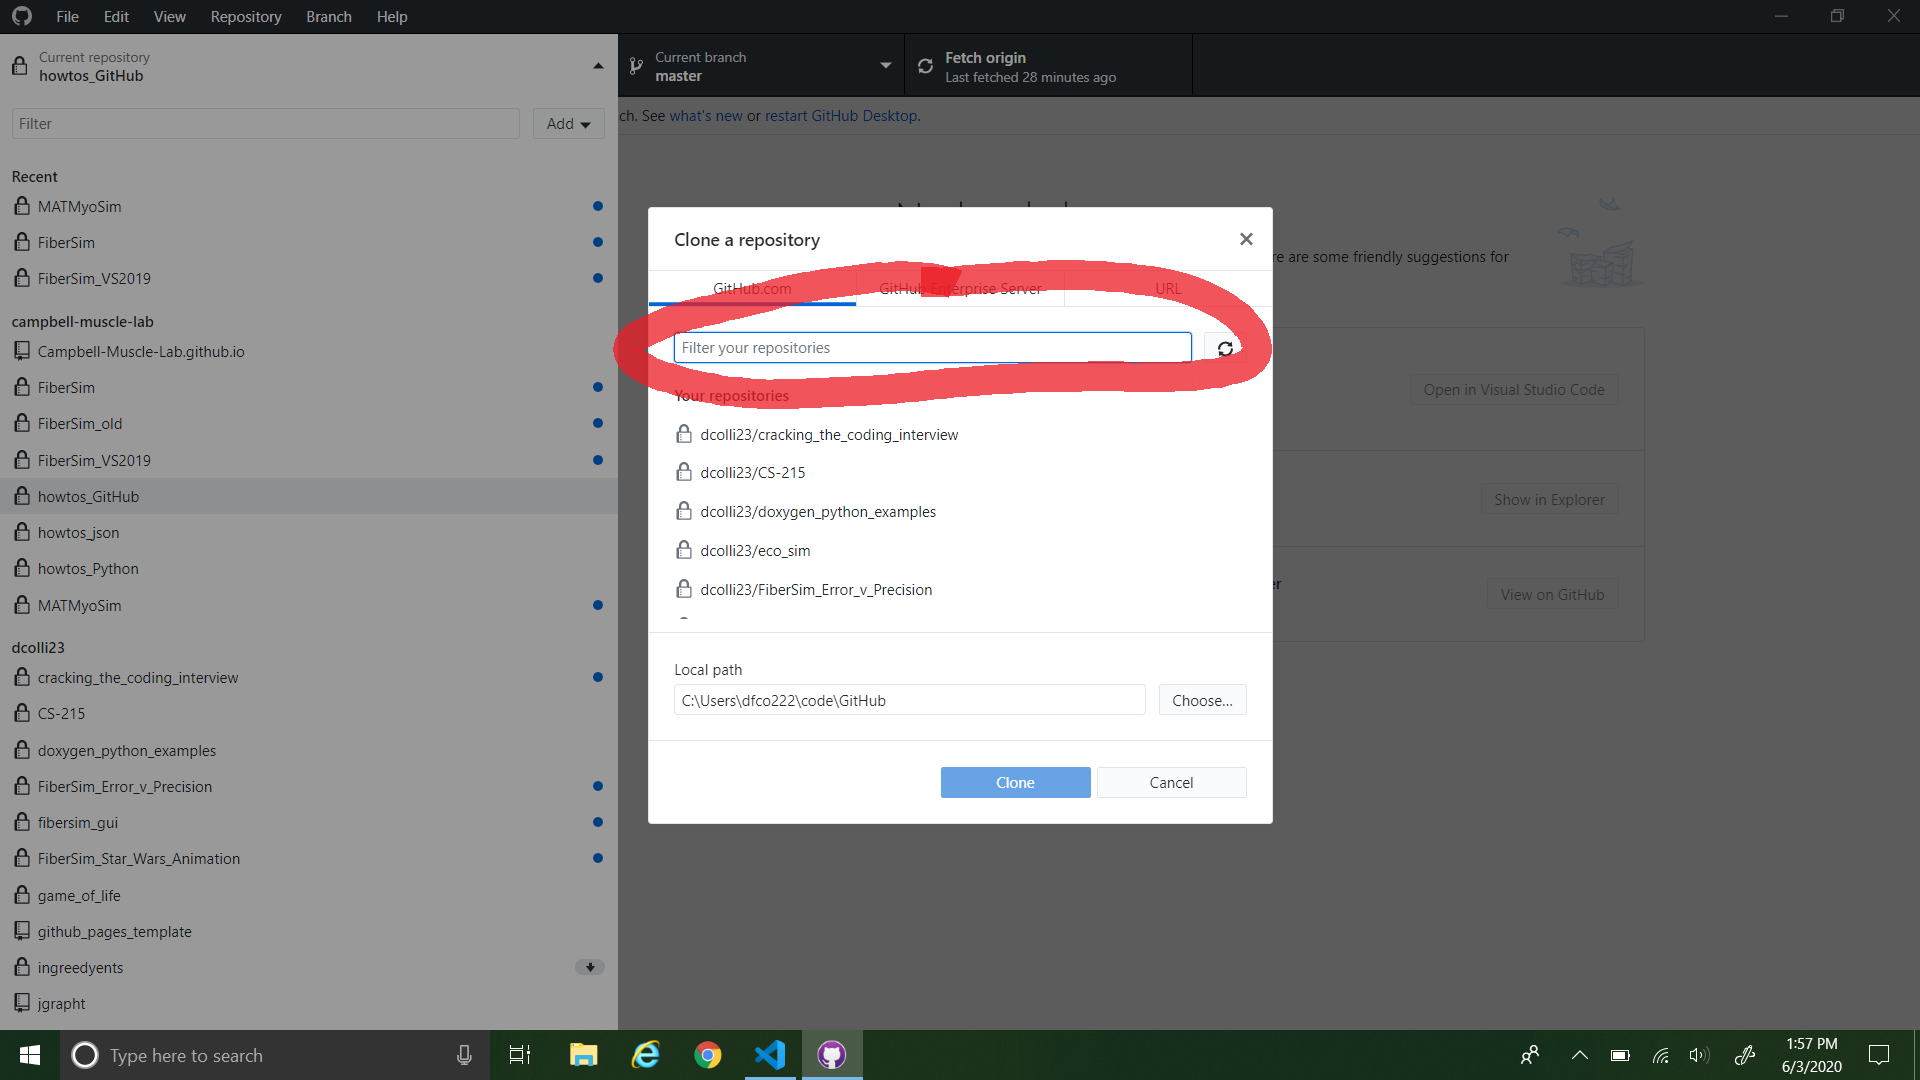 File Edit View Repository Branch Help
Current repository
howtos_GitHub
Current branch
master
Fetch origin
Last fetched 28 minutes ago
Filter
Add
ch. See what's new or restart GitHub Desktop.
Recent
MATMyoSim
FiberSim
FiberSim_VS2019
campbell-muscle-lab
Campbell-Muscle-Lab.github.io
FiberSim
FiberSim_old
FiberSim_VS2019
howtos_GitHub
howtos_json
howtos_Python
MATMyoSim
dcolli23
cracking_the_coding_interview
CS-215
doxygen_python_examples
FiberSim_Error_v_Precision
fibersim_gui
FiberSim_Star_Wars_Animation
game_of_life
github_pages_template
ingreedyents
jgrapht
Clone a repository
GitHub.com
GitHub Enterprise Server
URL
Filter your repositories
Your repositories
dcolli23/cracking_the_coding_interview
dcolli23/CS-215
dcolli23/doxygen_python_examples
dcolli23/eco_sim
dcolli23/FiberSim_Error_v_Precision
Local path
C:\Users\dfco222\code\GitHub
Choose...
Clone
Cancel
re are some friendly suggestions for
Open in Visual Studio Code
Show in Explorer
er
View on GitHub
Type here to search
1:57 PM
6/3/2020